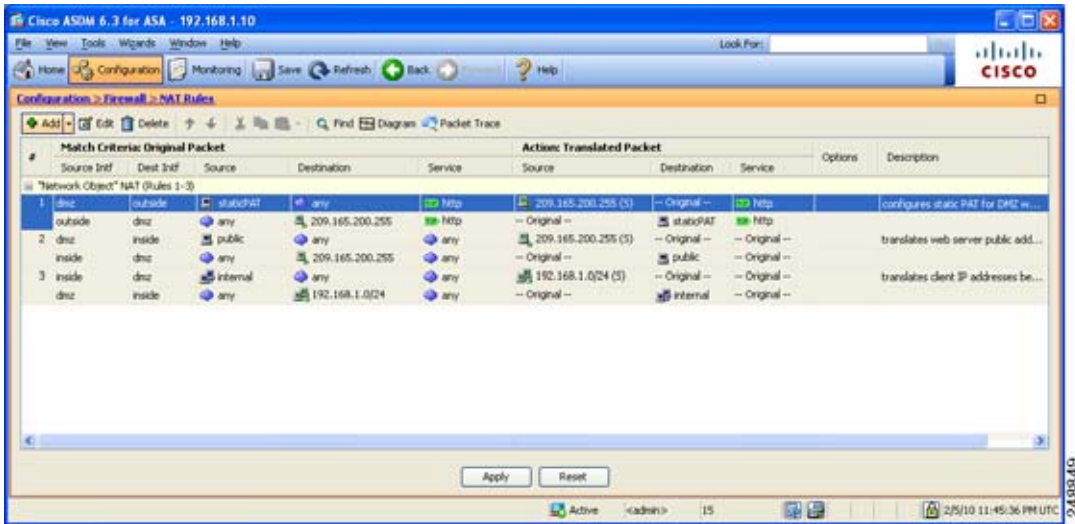 Cisco ASDM 6.3 for ASA - 192.168.1.10
File View Tools Wizards Window Help Look For:
Home Configuration Monitoring Save Refresh Back Forward Help
CISCO
Configuration > Firewall > NAT Rules
Add Edit Delete Find Diagram Packet Trace
# Match Criteria: Original Packet Action: Translated Packet Options Description
Source Intf Dest Intf Source Destination Service Source Destination Service
"Network Object" NAT (Rules 1-3)
1 dmz outside staticPAT any http 209.165.200.255 (S) -- Original -- http configures static PAT for DMZ w...
outside dmz any 209.165.200.255 http -- Original -- staticPAT http
2 dmz inside public any any 209.165.200.255 (S) -- Original -- -- Original -- translates web server public add...
inside dmz any 209.165.200.255 any -- Original -- public -- Original --
3 inside dmz internal any any 192.168.1.0/24 (S) -- Original -- -- Original -- translates client IP addresses be...
dmz inside any 192.168.1.0/24 any -- Original -- internal -- Original --
Apply Reset
Active <admin> 15 2/5/10 11:45:36 PM UTC
248849